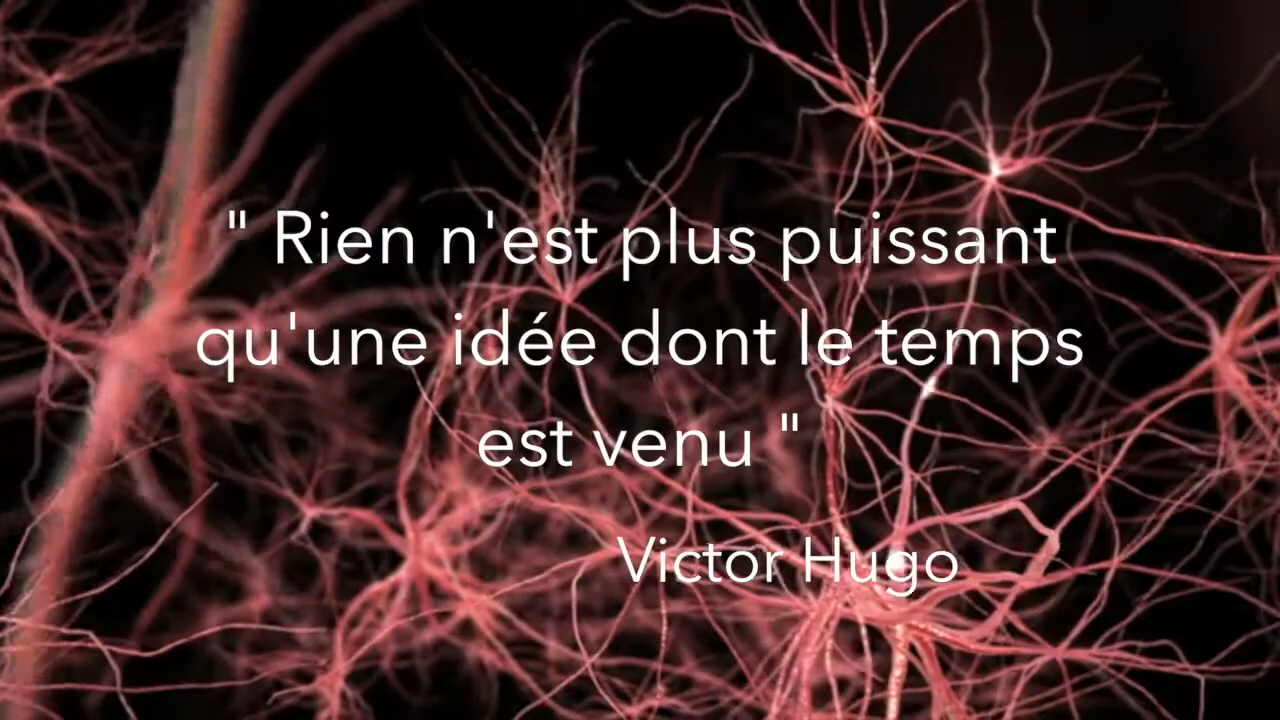 " Rien n'est plus puissant
qu'une idée dont le temps
est venu "
Victor Hugo